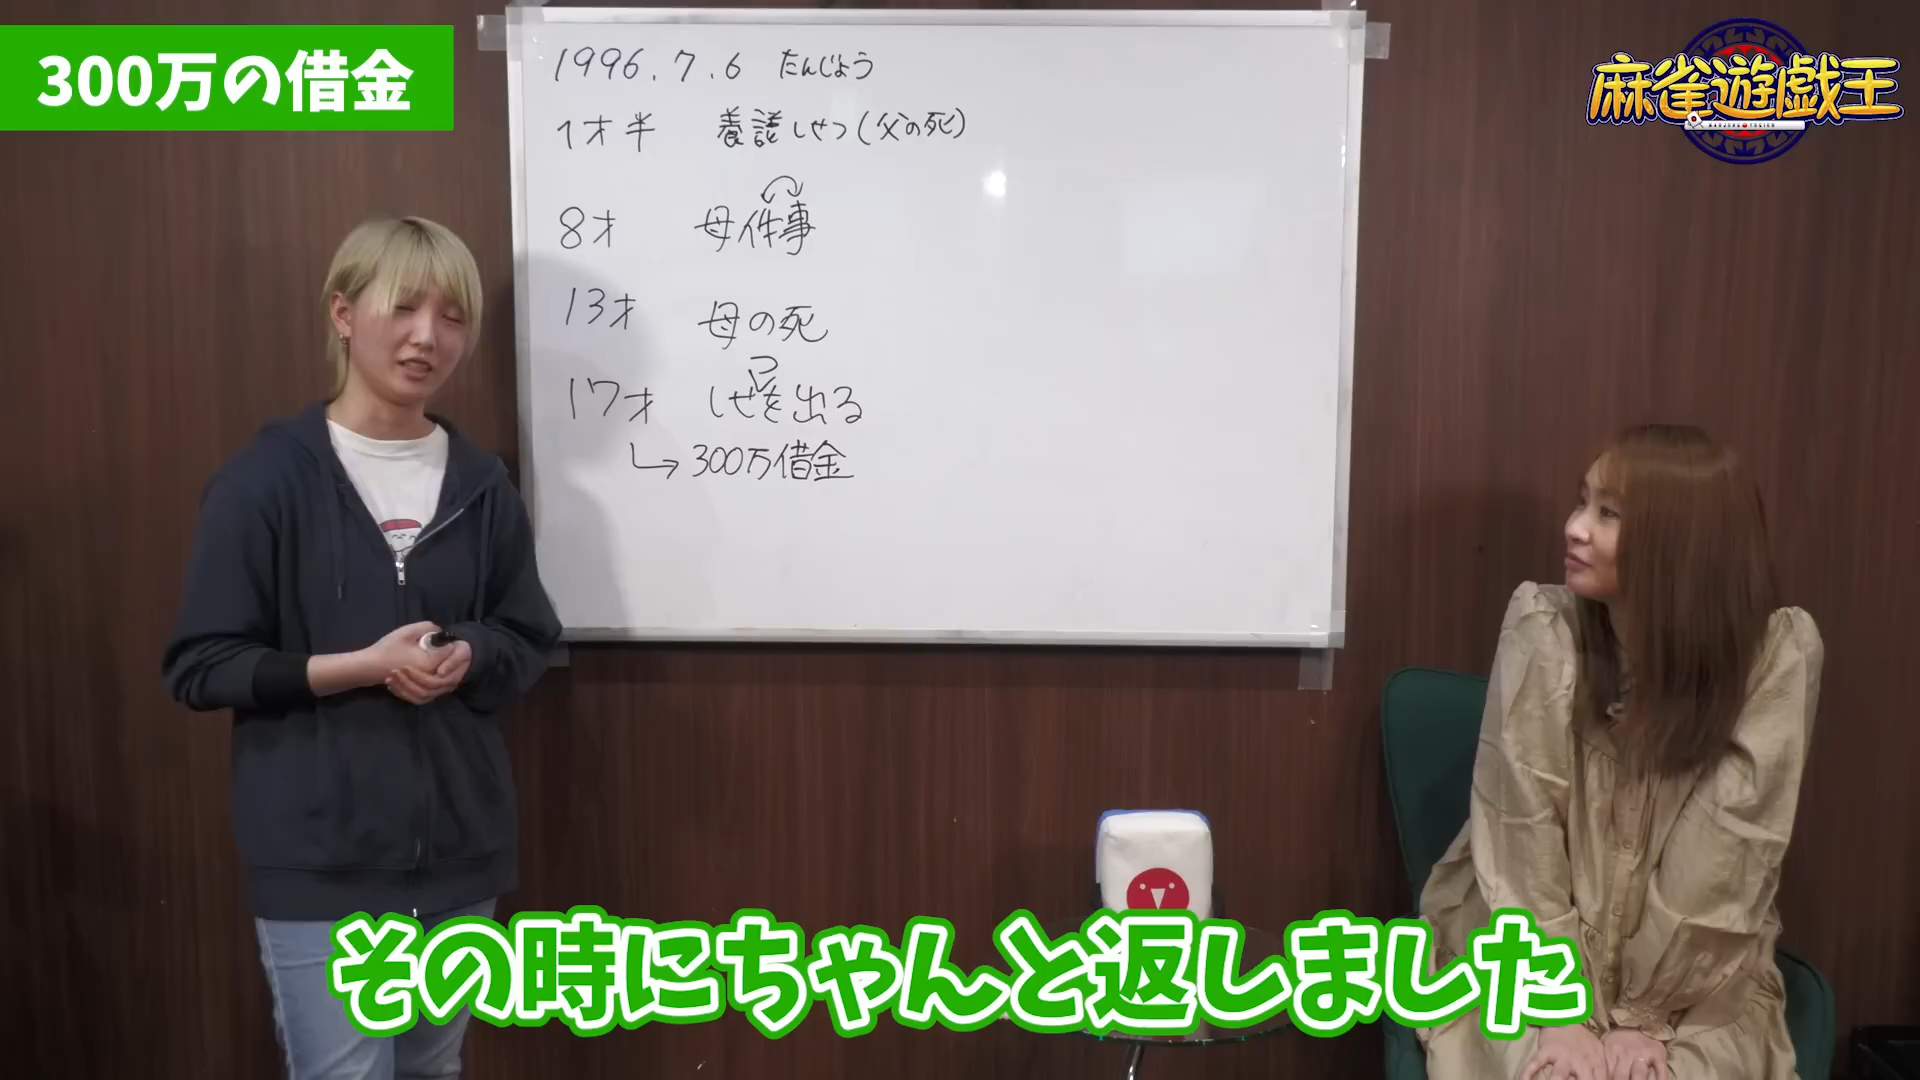 300万の借金
麻雀遊戯王
1996.7.6 たんじょう
1才半 養護しせつ(父の死)
8才 母件事
13才 母の死
17才 しせつを出る
300万借金
その時にちゃんと返しました